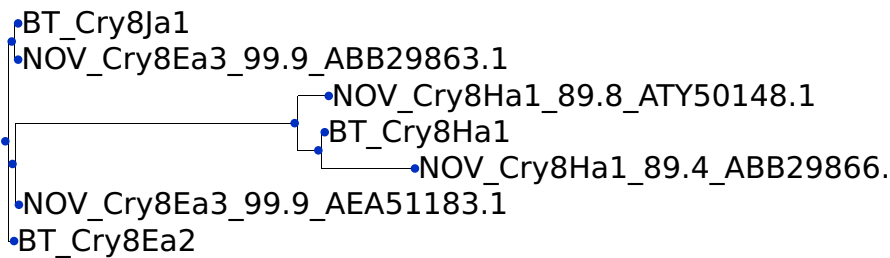 BT_Cry8Ja1
NOV_Cry8Ea3_99.9_ABB29863.1
NOV_Cry8Ha1_89.8_ATY50148.1
BT_Cry8Ha1
NOV_Cry8Ha1_89.4_ABB29866.
NOV_Cry8Ea3_99.9_AEA51183.1
BT_Cry8Ea2